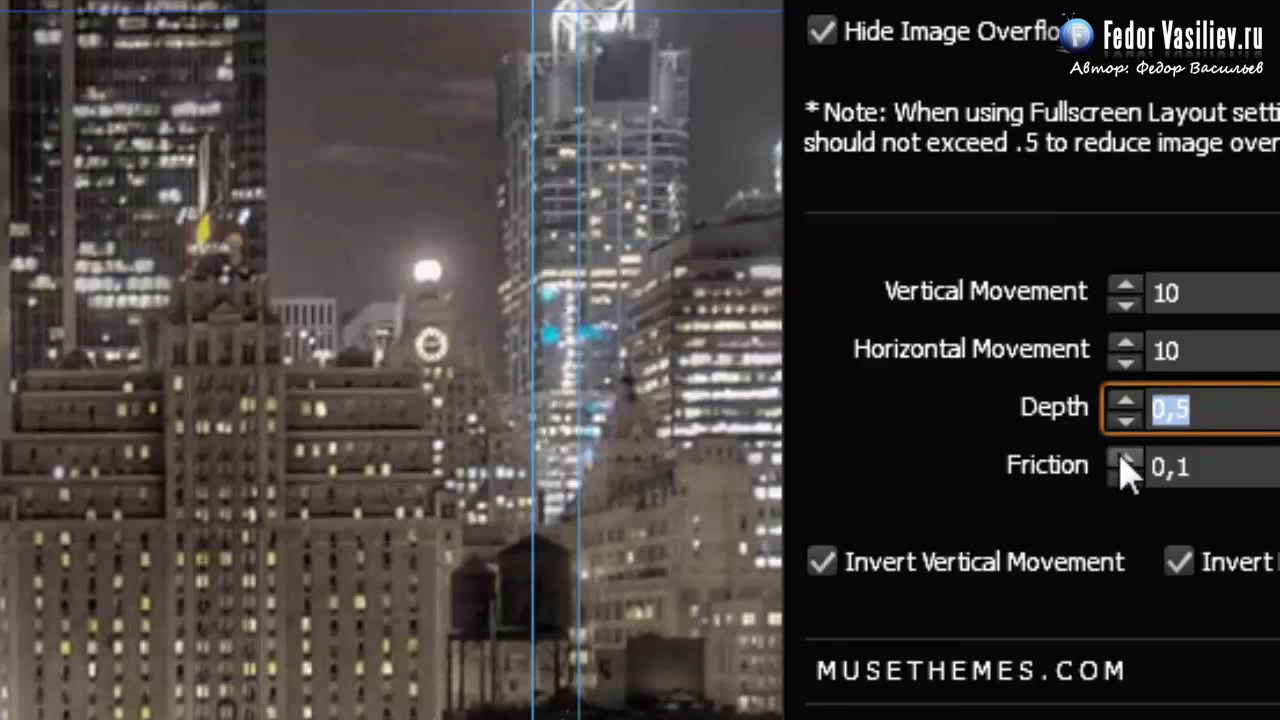 Hide Image Overflo
Fedor Vasiliev.ru
Автор: Федор Васильев
* Note: When using Fullscreen Layout setti
should not exceed .5 to reduce image over
Vertical Movement 10
Horizontal Movement 10
Depth 0,5
Friction 0,1
Invert Vertical Movement Invert
MUSETHEMES.COM